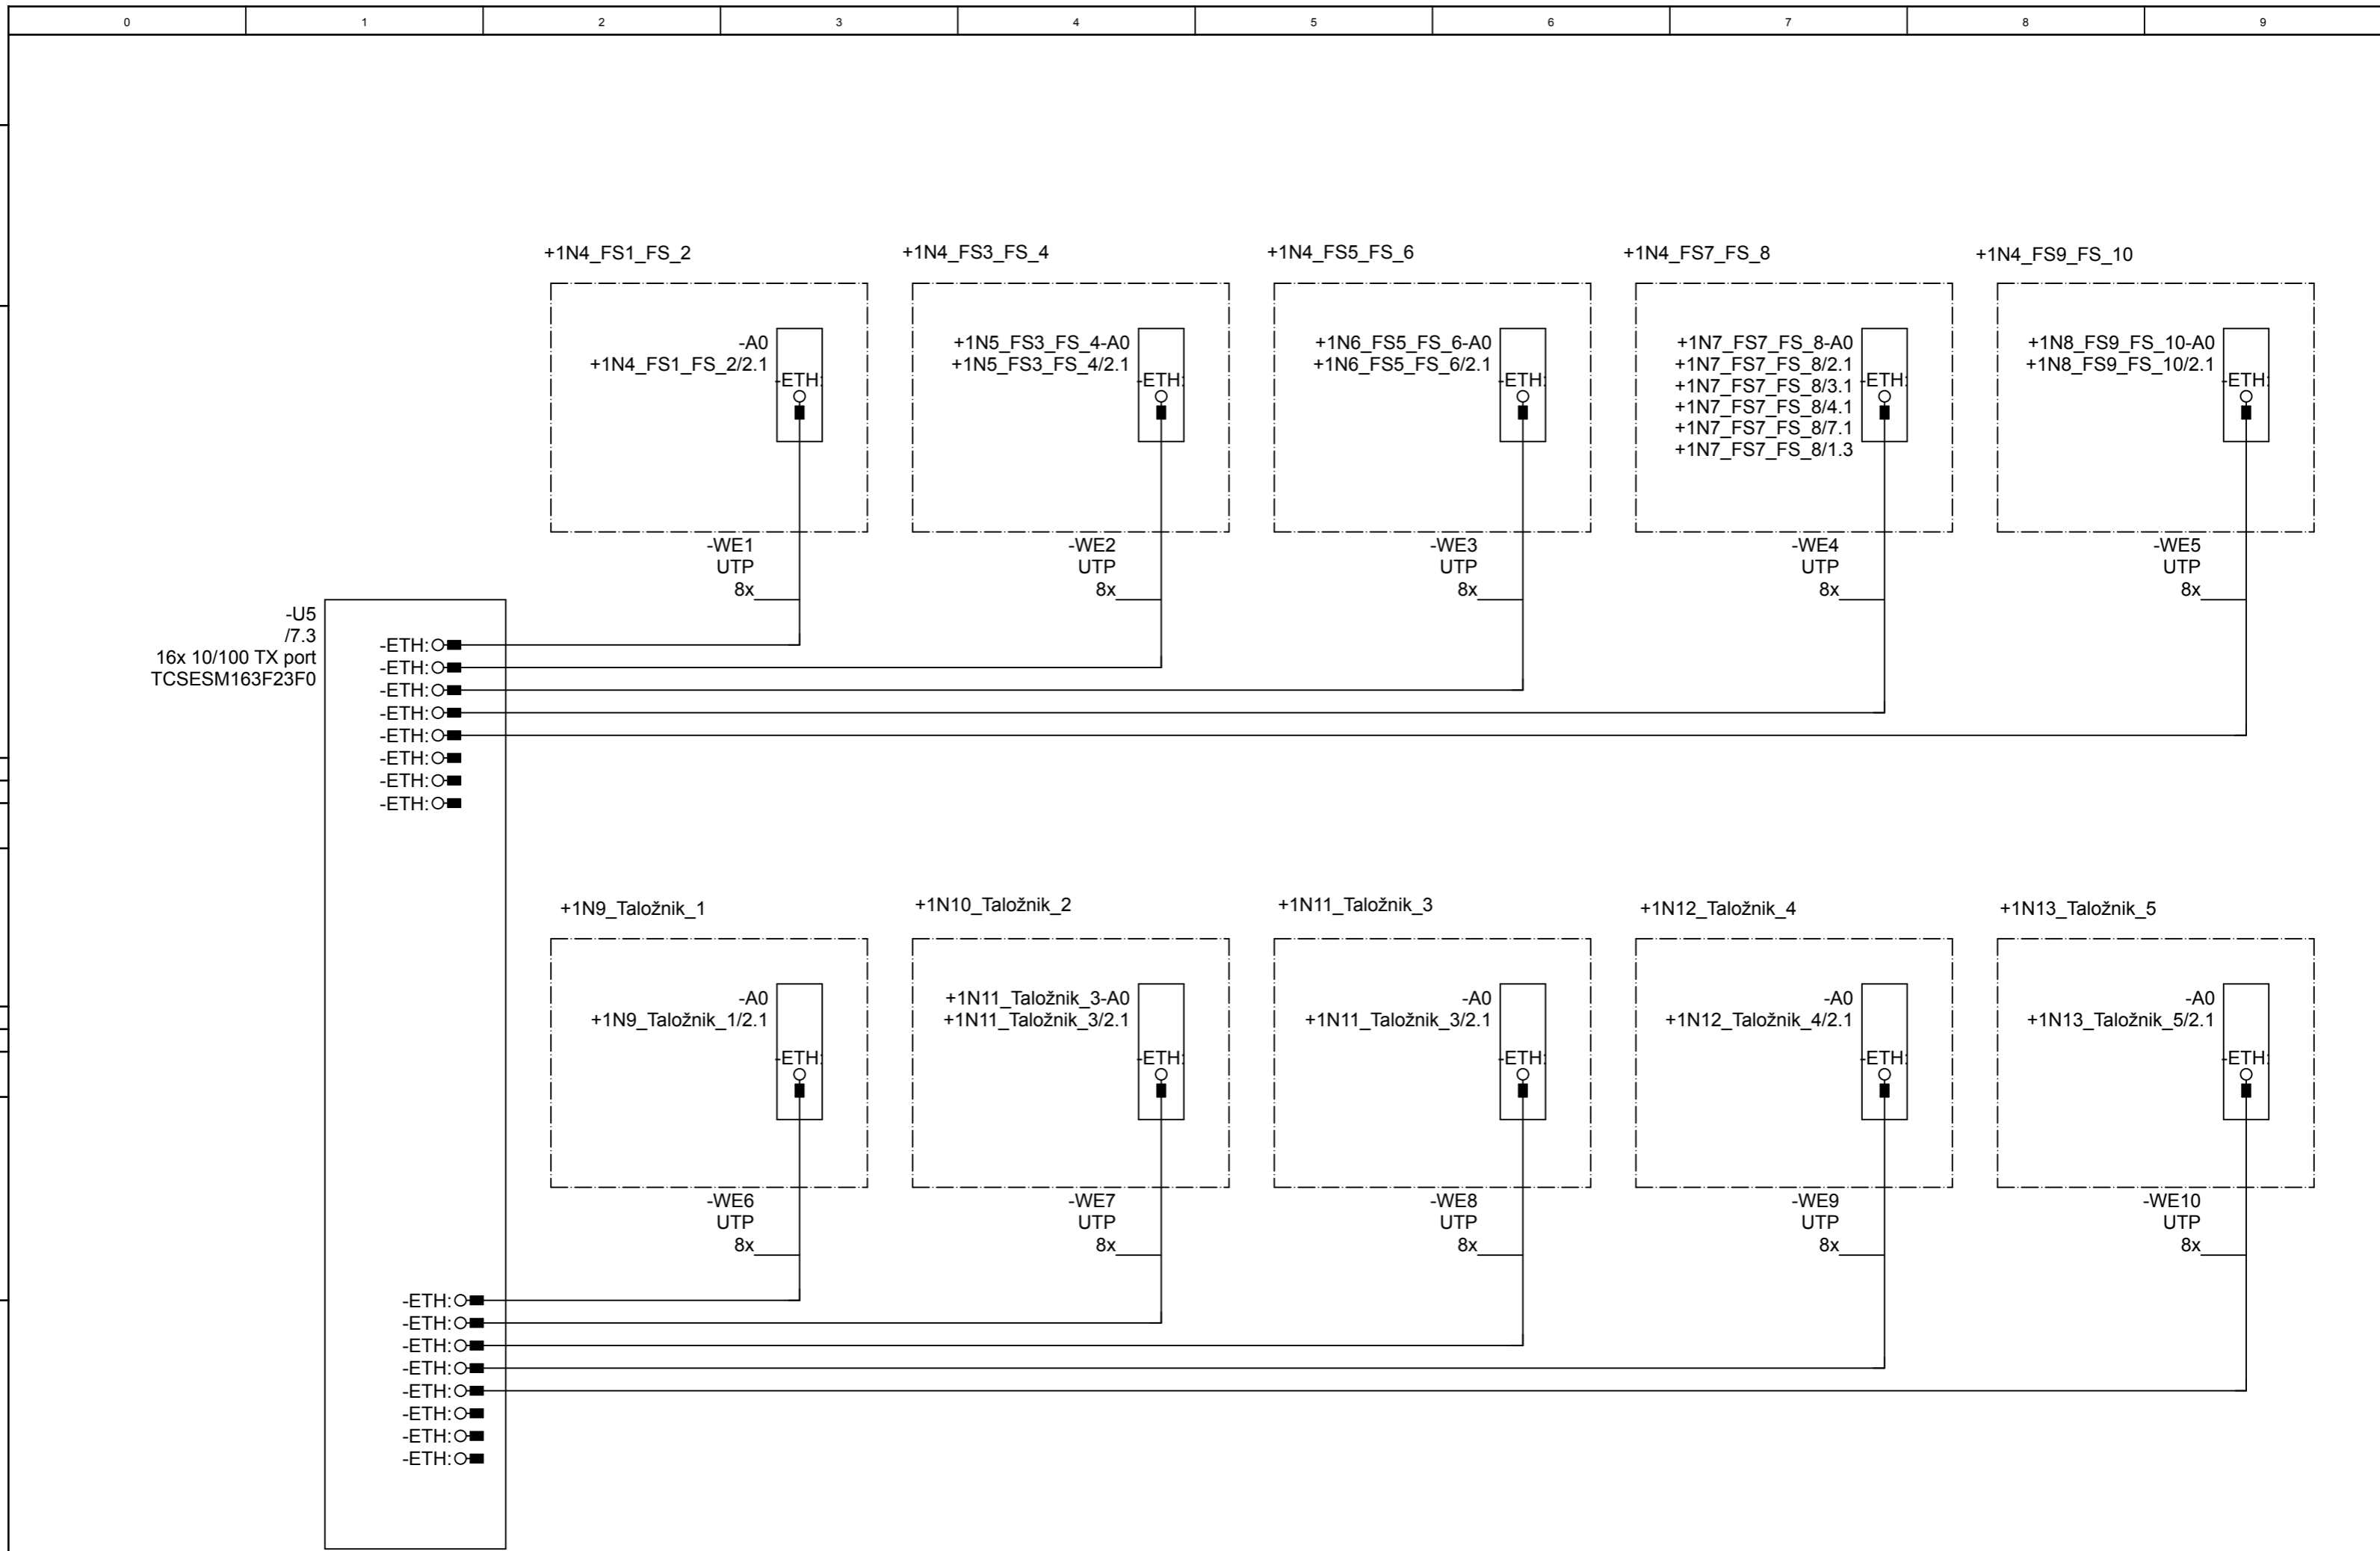 0 1 2 3 4 5 6 7 8 9
+1N4_FS1_FS_2
+1N4_FS3_FS_4
+1N4_FS5_FS_6
+1N4_FS7_FS_8
+1N4_FS9_FS_10
-A0
+1N4_FS1_FS_2/2.1
-ETH:
+1N5_FS3_FS_4-A0
+1N5_FS3_FS_4/2.1
-ETH:
+1N6_FS5_FS_6-A0
+1N6_FS5_FS_6/2.1
-ETH:
+1N7_FS7_FS_8-A0
+1N7_FS7_FS_8/2.1
+1N7_FS7_FS_8/3.1
+1N7_FS7_FS_8/4.1
+1N7_FS7_FS_8/7.1
+1N7_FS7_FS_8/1.3
-ETH:
+1N8_FS9_FS_10-A0
+1N8_FS9_FS_10/2.1
-ETH:
-WE1
UTP
8x
-WE2
UTP
8x
-WE3
UTP
8x
-WE4
UTP
8x
-WE5
UTP
8x
-U5
/7.3
16x 10/100 TX port
TCSESM163F23F0
-ETH:
-ETH:
-ETH:
-ETH:
-ETH:
-ETH:
-ETH:
-ETH:
+1N9_Taložnik_1
+1N10_Taložnik_2
+1N11_Taložnik_3
+1N12_Taložnik_4
+1N13_Taložnik_5
-A0
+1N9_Taložnik_1/2.1
-ETH:
+1N11_Taložnik_3-A0
+1N11_Taložnik_3/2.1
-ETH:
-A0
+1N11_Taložnik_3/2.1
-ETH:
-A0
+1N12_Taložnik_4/2.1
-ETH:
-A0
+1N13_Taložnik_5/2.1
-ETH:
-WE6
UTP
8x
-WE7
UTP
8x
-WE8
UTP
8x
-WE9
UTP
8x
-WE10
UTP
8x
-ETH:
-ETH:
-ETH:
-ETH:
-ETH:
-ETH:
-ETH:
-ETH: